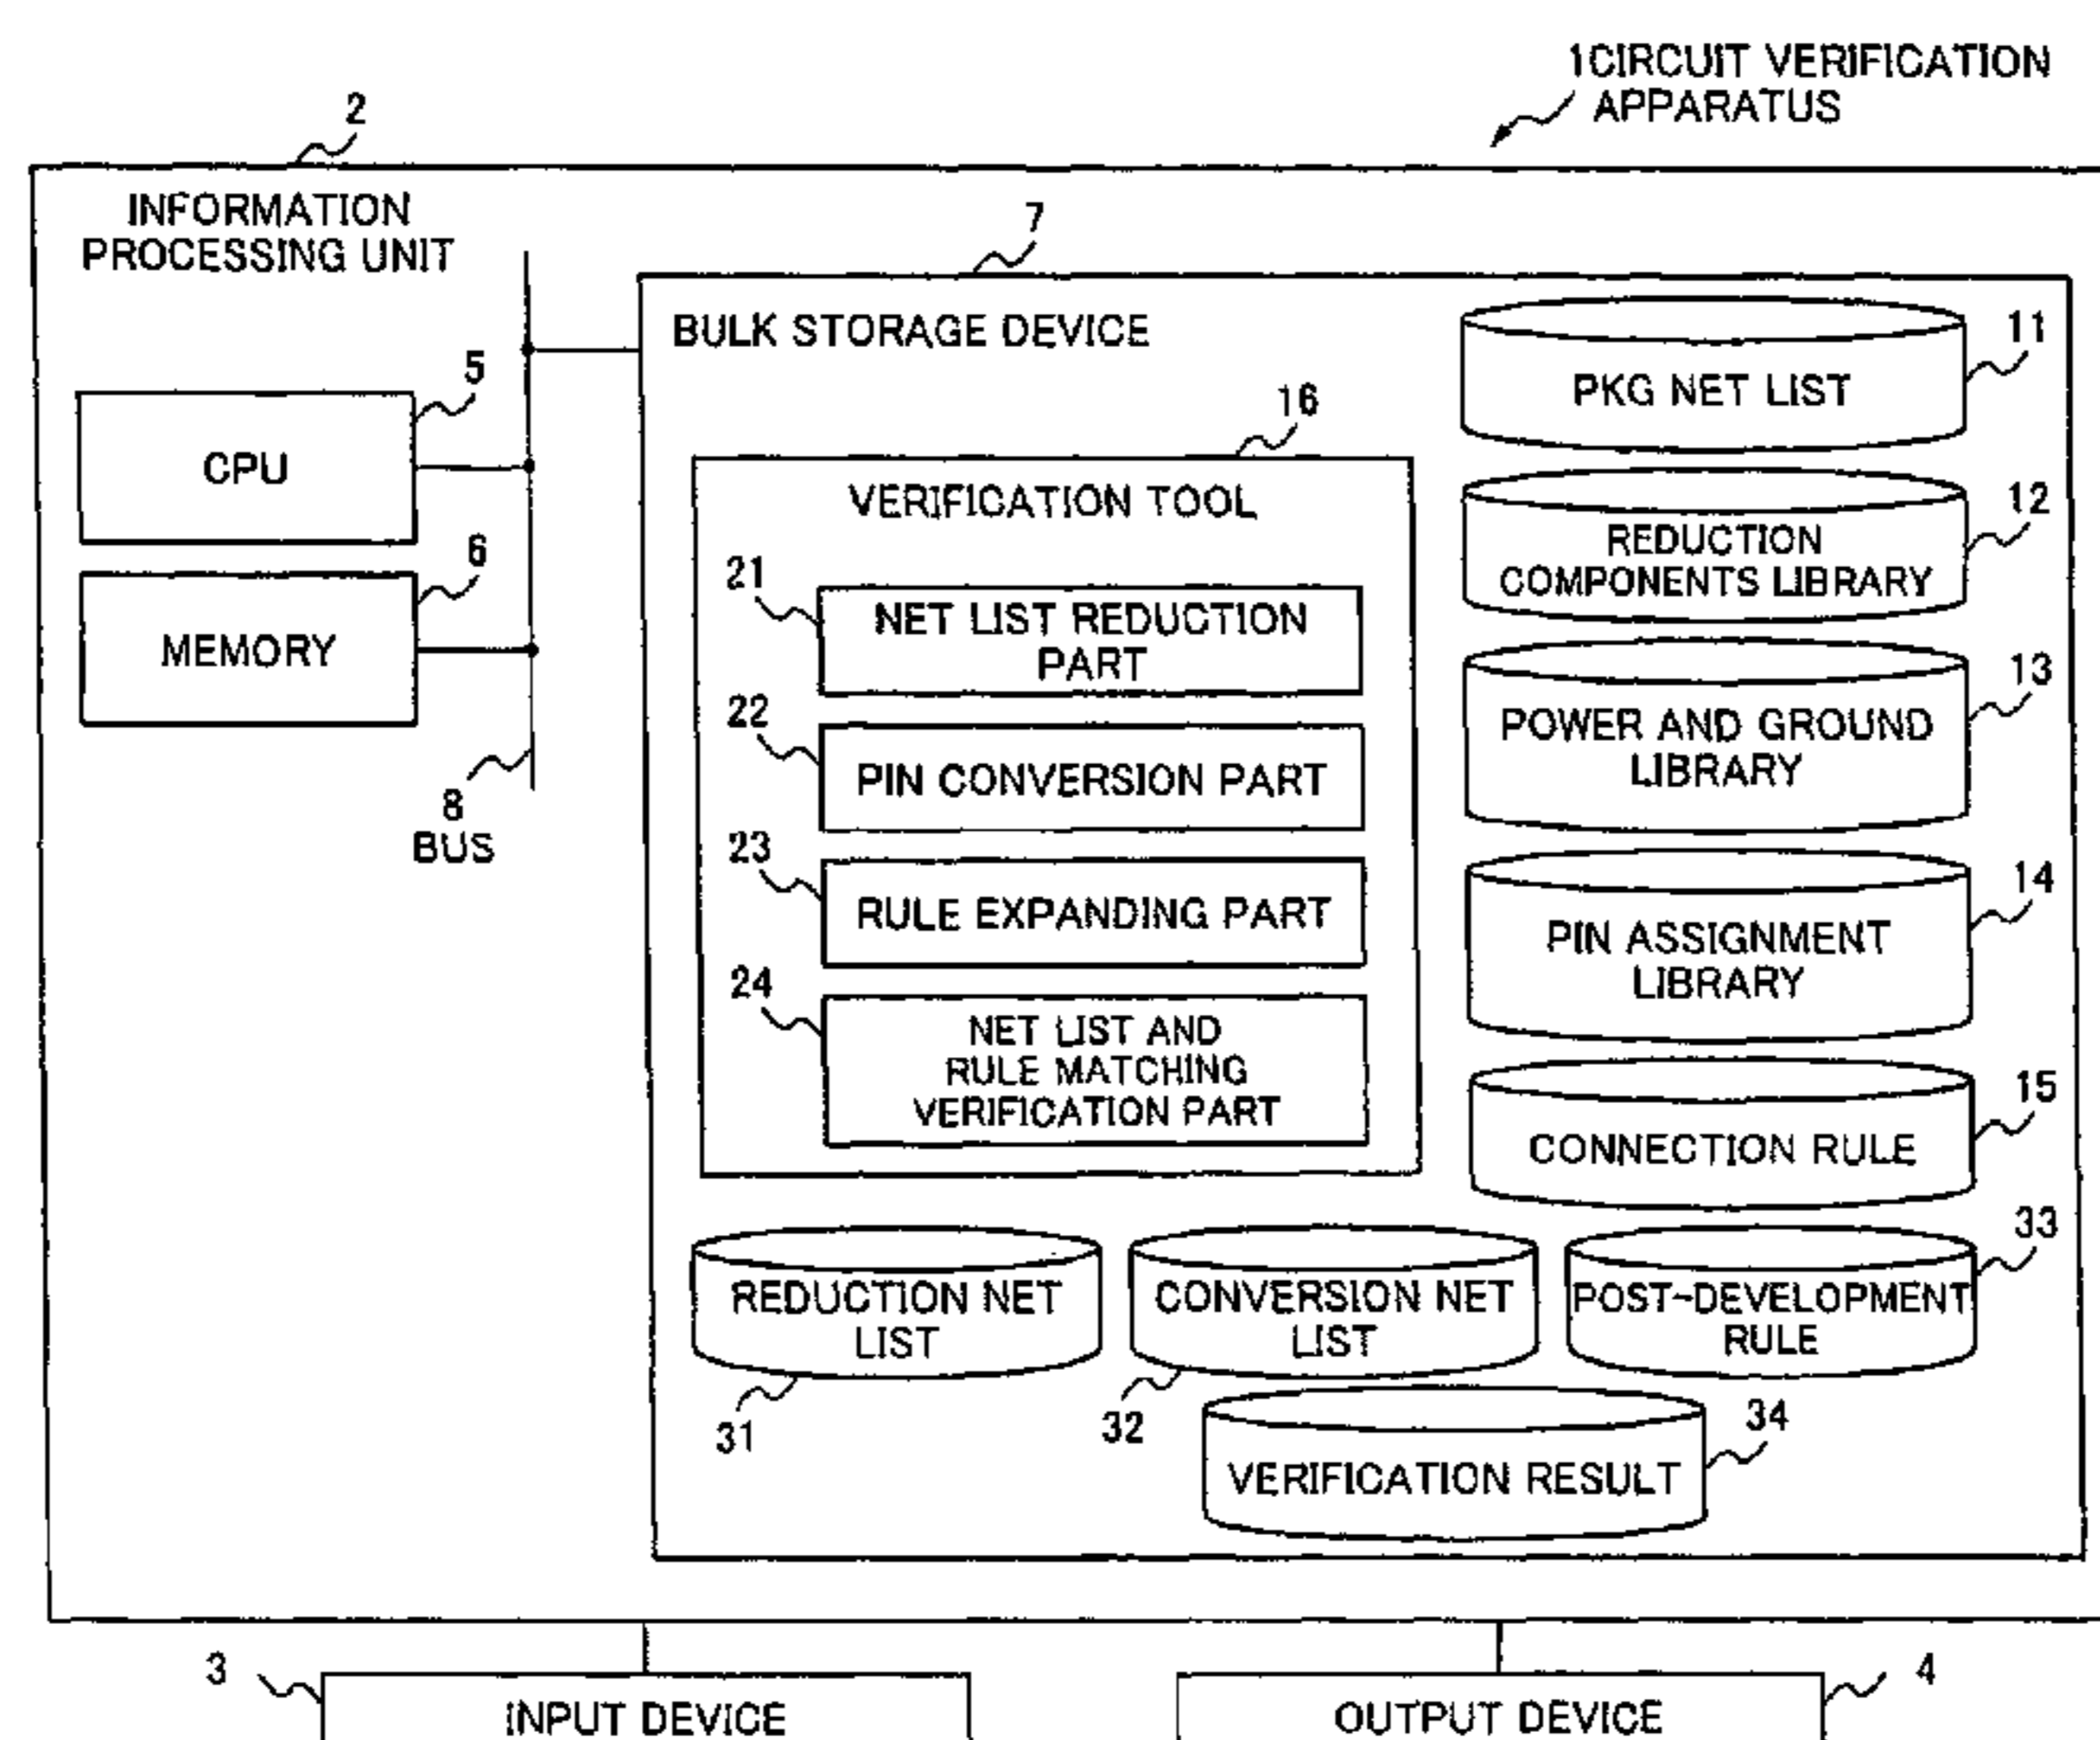 1CIRCUIT VERIFICATION
APPARATUS
2
INFORMATION
PROCESSING UNIT
7
BULK STORAGE DEVICE
5
CPU
6
MEMORY
8
BUS
16
VERIFICATION TOOL
21
NET LIST REDUCTION
PART
22
PIN CONVERSION PART
23
RULE EXPANDING PART
24
NET LIST AND
RULE MATCHING
VERIFICATION PART
11
PKG NET LIST
12
REDUCTION
COMPONENTS LIBRARY
13
POWER AND GROUND
LIBRARY
14
PIN ASSIGNMENT
LIBRARY
15
CONNECTION RULE
33
REDUCTION NET
LIST
31
CONVERSION NET
LIST
32
POST-DEVELOPMENT
RULE
34
VERIFICATION RESULT
3
INPUT DEVICE
4
OUTPUT DEVICE